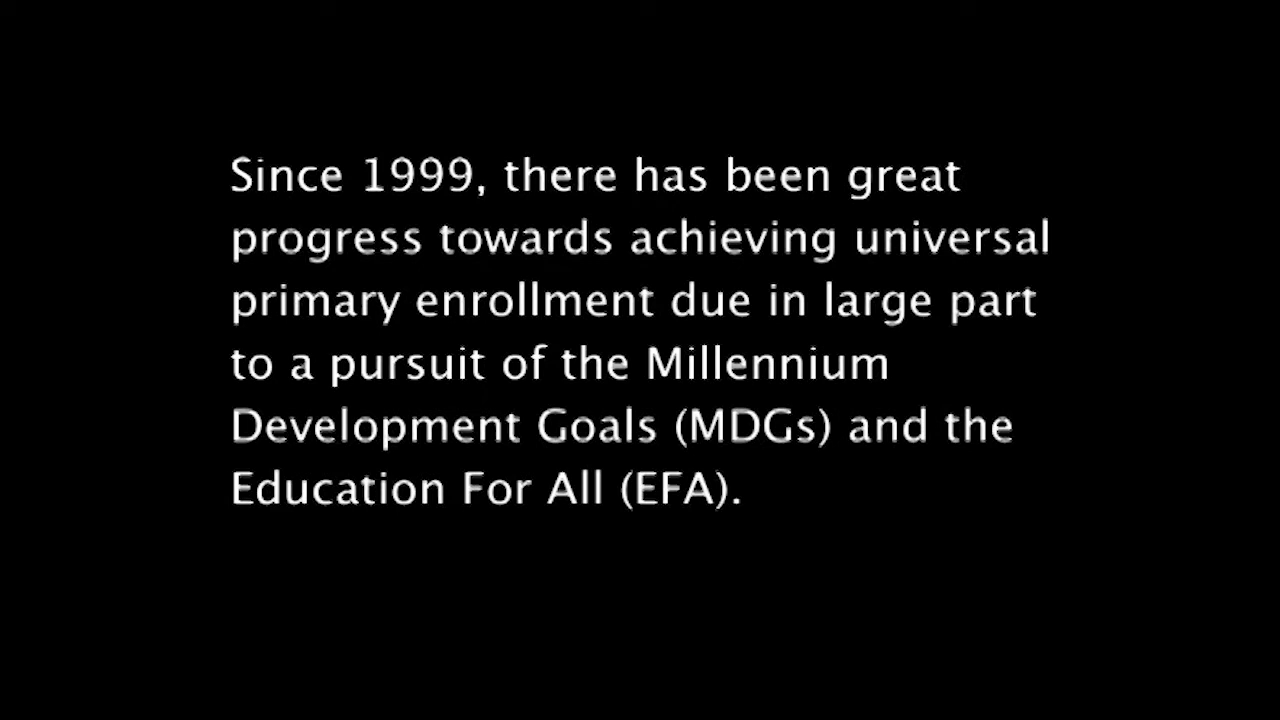 Since 1999, there has been great
progress towards achieving universal
primary enrollment due in large part
to a pursuit of the Millennium
Development Goals (MDGs) and the
Education For All (EFA).